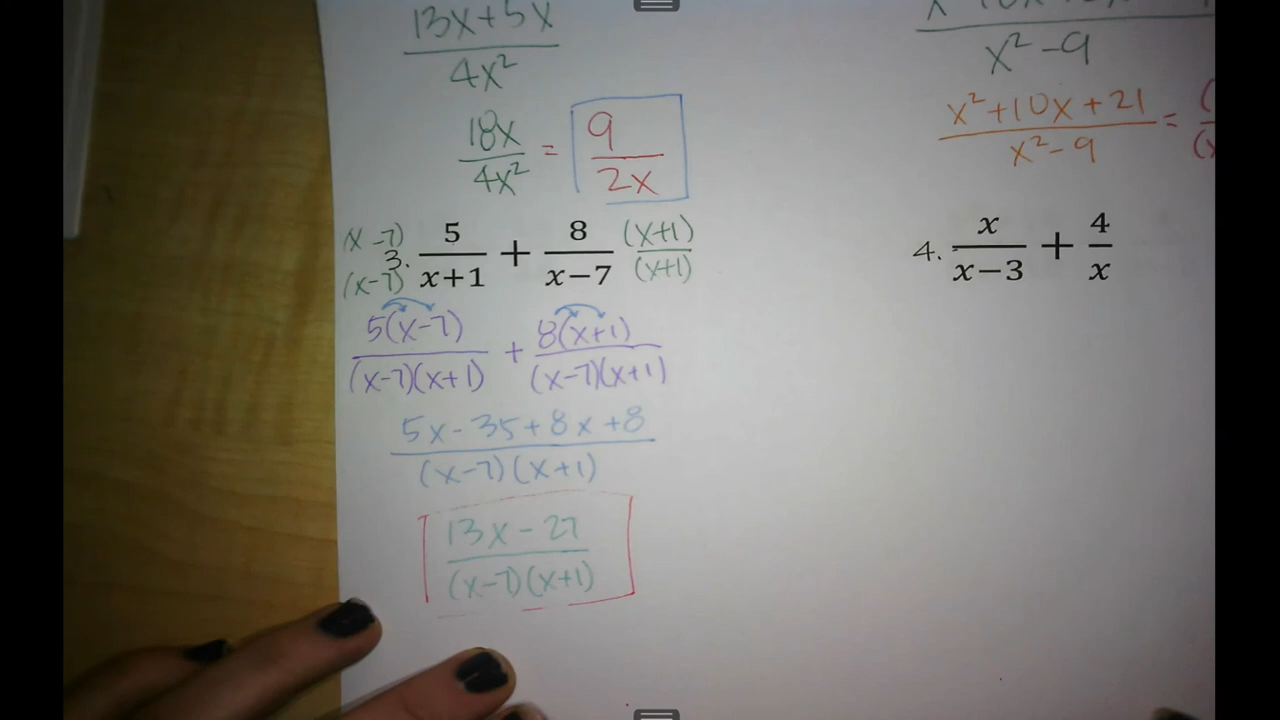 13x+5x
4x²
18x
4x²
=
9
2x
x²-9
x²+10x+21
x²-9
=
(x-7)
(x-7)
3. 5/(x+1) + 8/(x-7)
(x+1)
(x+1)
5(x-7)
(x-7)(x+1)
+
8(x+1)
(x-7)(x+1)
5x-35+8x+8
(x-7)(x+1)
13x-27
(x-7)(x+1)
4. x/(x-3) + 4/x